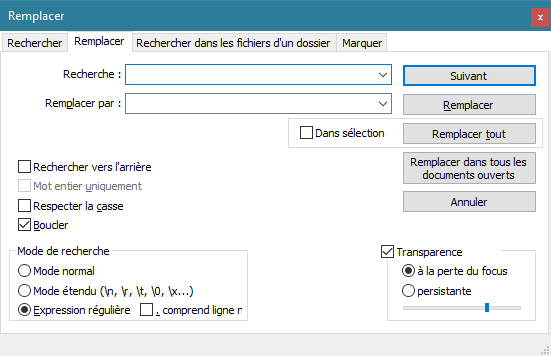 Remplacer
x
Rechercher
Remplacer
Rechercher dans les fichiers d'un dossier
Marquer
Recherche :
Suivant
Remplacer par :
Remplacer
Dans sélection
Remplacer tout
Rechercher vers l'arrière
Remplacer dans tous les
documents ouverts
Mot entier uniquement
Respecter la casse
Annuler
Boucler
Mode de recherche
Mode normal
Mode étendu (\n, \r, \t, \0, \x...)
Expression régulière
. comprend ligne n
Transparence
à la perte du focus
persistante